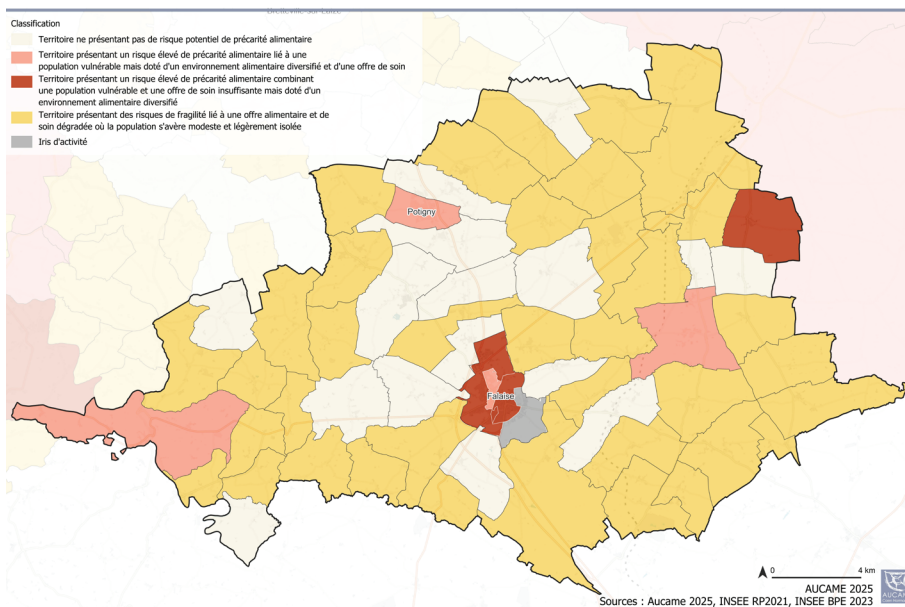 Bretteville-sur-Laize
Classification
Territoire ne présentant pas de risque potentiel de précarité alimentaire
Territoire présentant un risque élevé de précarité alimentaire lié à une
population vulnérable mais doté d'un environnement alimentaire diversifié et d'une offre de soin
Territoire présentant un risque élevé de précarité alimentaire combinant
une population vulnérable et une offre de soin insuffisante mais doté d'un
environnement alimentaire diversifié
Territoire présentant des risques de fragilité lié à une offre alimentaire et de
soin dégradée où la population s'avère modeste et légèrement isolée
Iris d'activité
Potigny
Falaise
0 4 km
AUCAME 2025
Sources : Aucame 2025, INSEE RP2021, INSEE BPE 2023
AUCAME